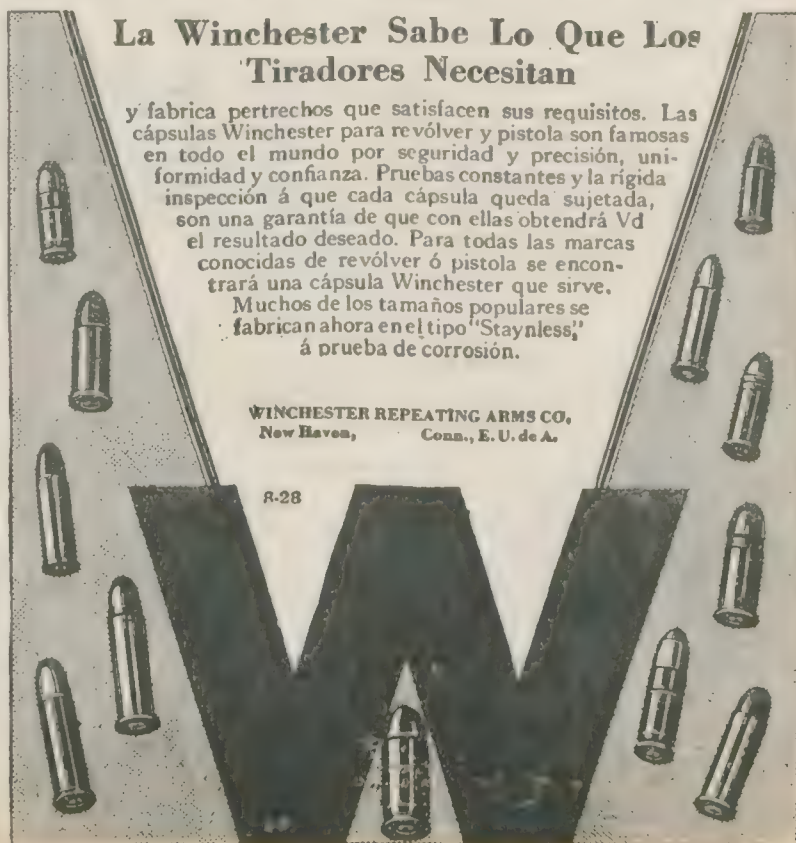 La Winchester Sabe Lo Que Los
Tiradores Necesitan
y fabrica pertrechos que satisfacen sus requisitos. Las
cápsulas Winchester para revólver y pistola son famosas
en todo el mundo por seguridad y precisión, uni-
formidad y confianza. Pruebas constantes y la rígida
inspección á que cada cápsula queda sujetada,
son una garantía de que con ellas obtendrá Vd
el resultado deseado. Para todas las marcas
conocidas de revólver ó pistola se encon-
trará una cápsula Winchester que sirve.
Muchos de los tamaños populares se
fabrican ahora en el tipo "Staynless,"
á prueba de corrosión.
WINCHESTER REPEATING ARMS CO.
New Haven, Conn., E. U. de A.
8-28
W